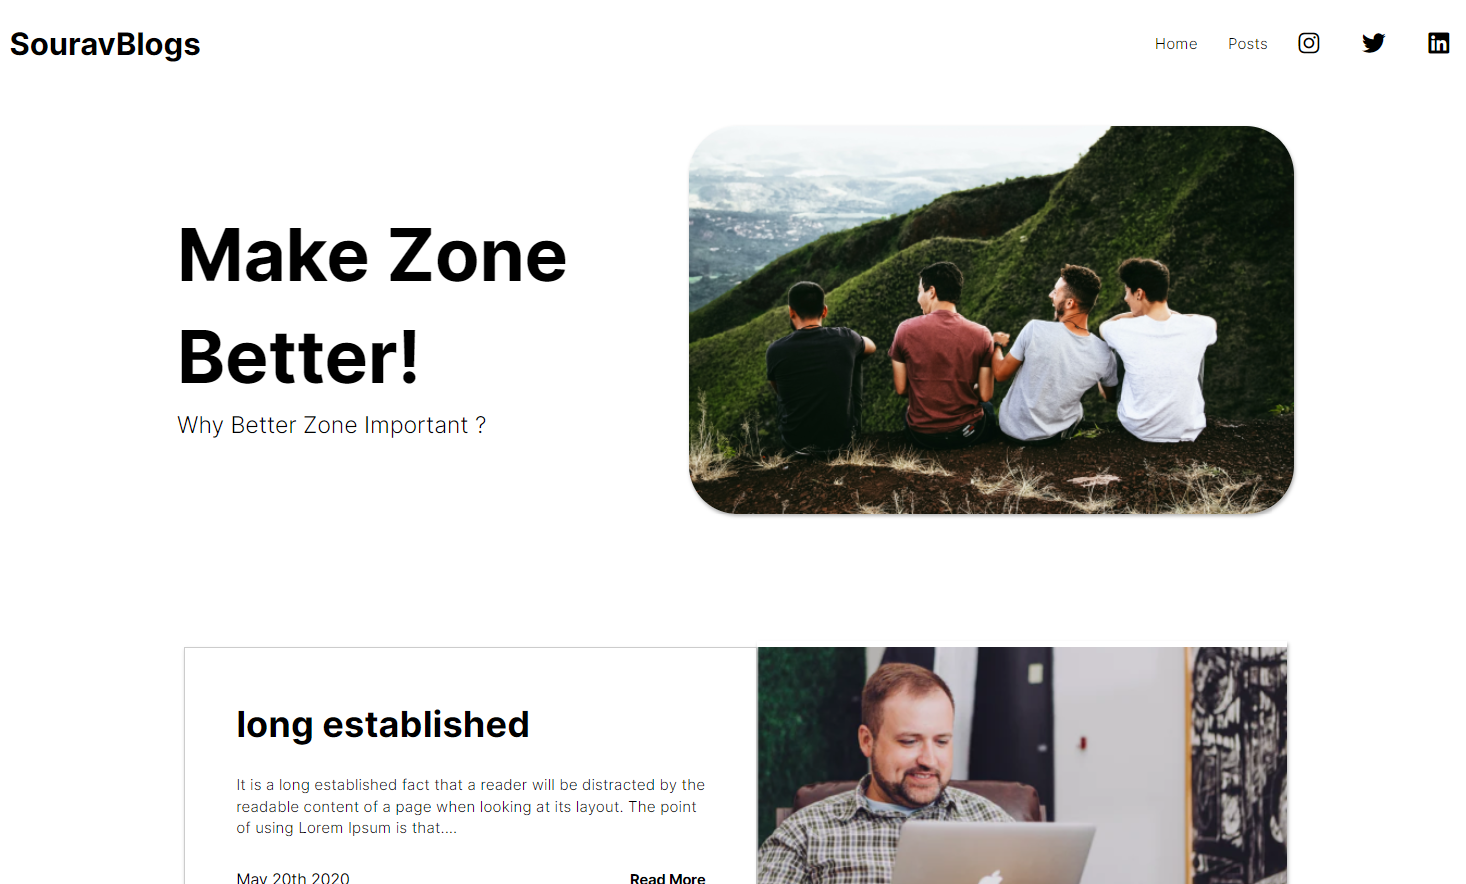 SouravBlogs
Home
Posts
Make Zone
Better!
Why Better Zone Important ?
long established
It is a long established fact that a reader will be distracted by the
readable content of a page when looking at its layout. The point
of using Lorem Ipsum is that....
May 20th 2020
Read More